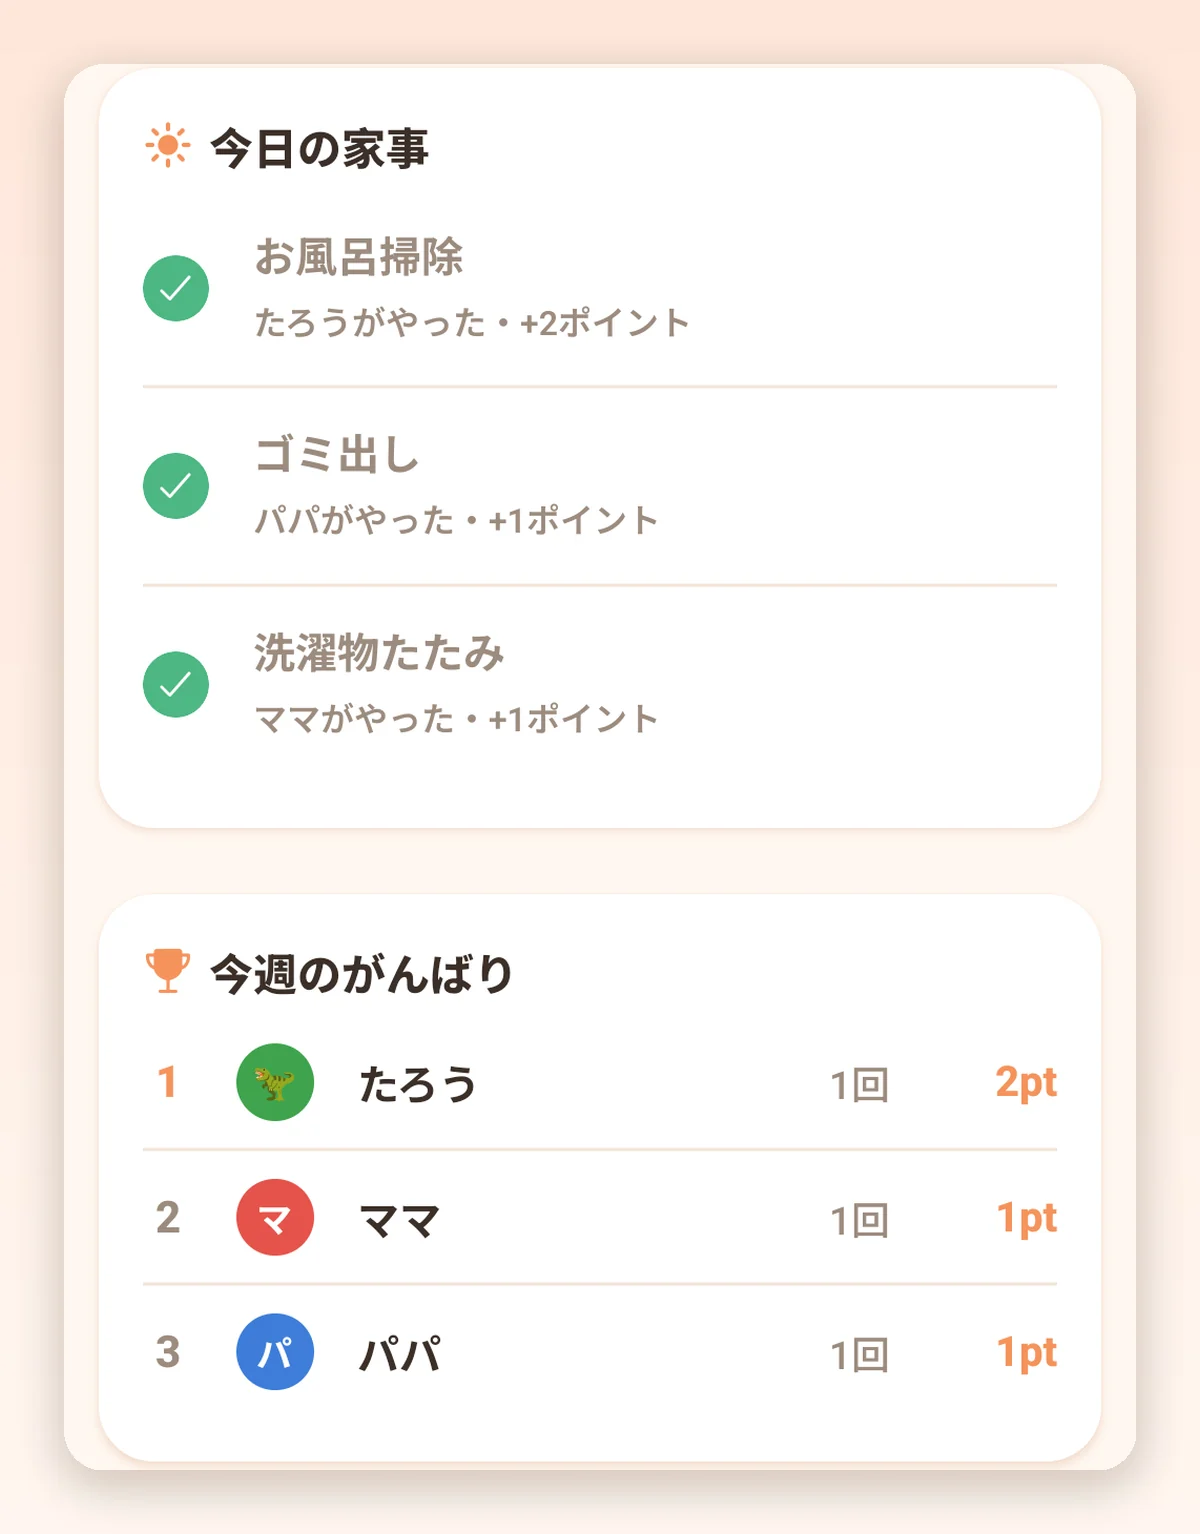 今日の家事
お風呂掃除
たろうがやった・+2ポイント
ゴミ出し
パパがやった・+1ポイント
洗濯物たたみ
ママがやった・+1ポイント
今週のがんばり
1 たろう 1回 2pt
2 マ ママ 1回 1pt
3 パ パパ 1回 1pt